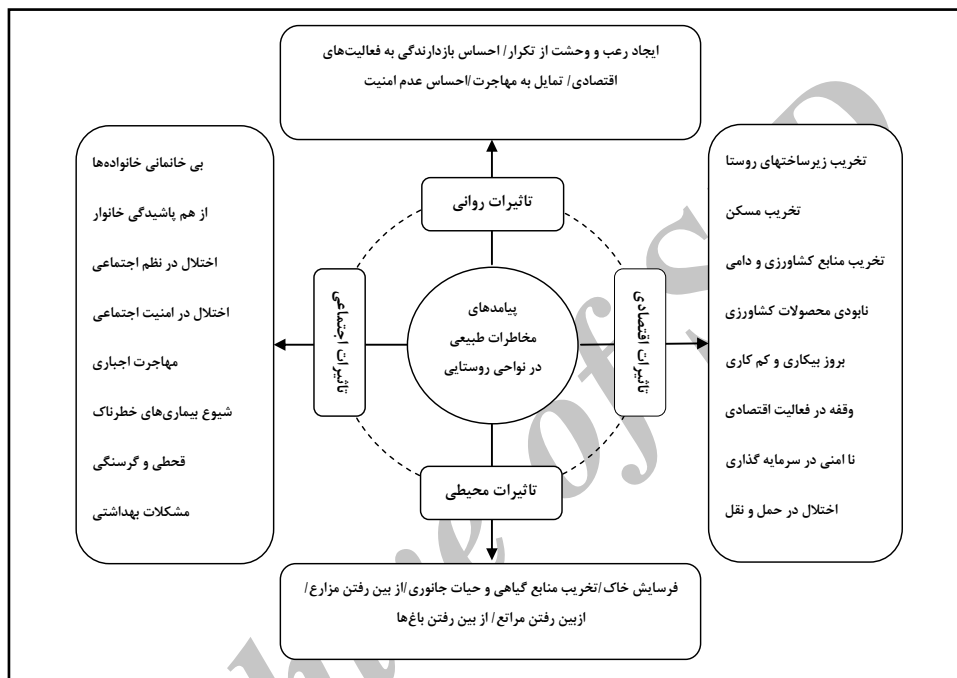 ایجاد رعب و وحشت از تکرار/ احساس بازدارندگی به فعالیت‌های
اقتصادی/ تمایل به مهاجرت/احساس عدم امنیت
تاثیرات روانی
تخریب زیرساختهای روستا
تخریب مسکن
تخریب منابع کشاورزی و دامی
نابودی محصولات کشاورزی
بروز بیکاری و کم کاری
وقفه در فعالیت اقتصادی
نا امنی در سرمایه گذاری
اختلال در حمل و نقل
تاثیرات اقتصادی
پیامدهای
مخاطرات طبیعی
در نواحی روستایی
تاثیرات اجتماعی
بی خانمانی خانواده‌ها
از هم پاشیدگی خانوار
اختلال در نظم اجتماعی
اختلال در امنیت اجتماعی
مهاجرت اجباری
شیوع بیماری‌های خطرناک
قحطی و گرسنگی
مشکلات بهداشتی
تاثیرات محیطی
فرسایش خاک/تخریب منابع گیاهی و حیات جانوری/از بین رفتن مزارع/
ازبین رفتن مراتع/ از بین رفتن باغ‌ها